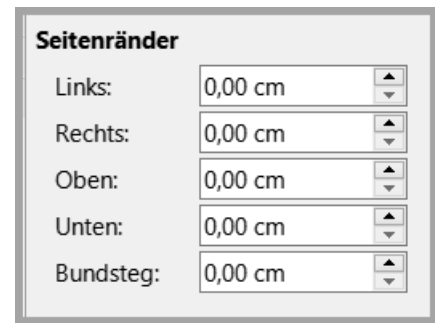 Seitenränder
Links: 0,00 cm
Rechts: 0,00 cm
Oben: 0,00 cm
Unten: 0,00 cm
Bundsteg: 0,00 cm